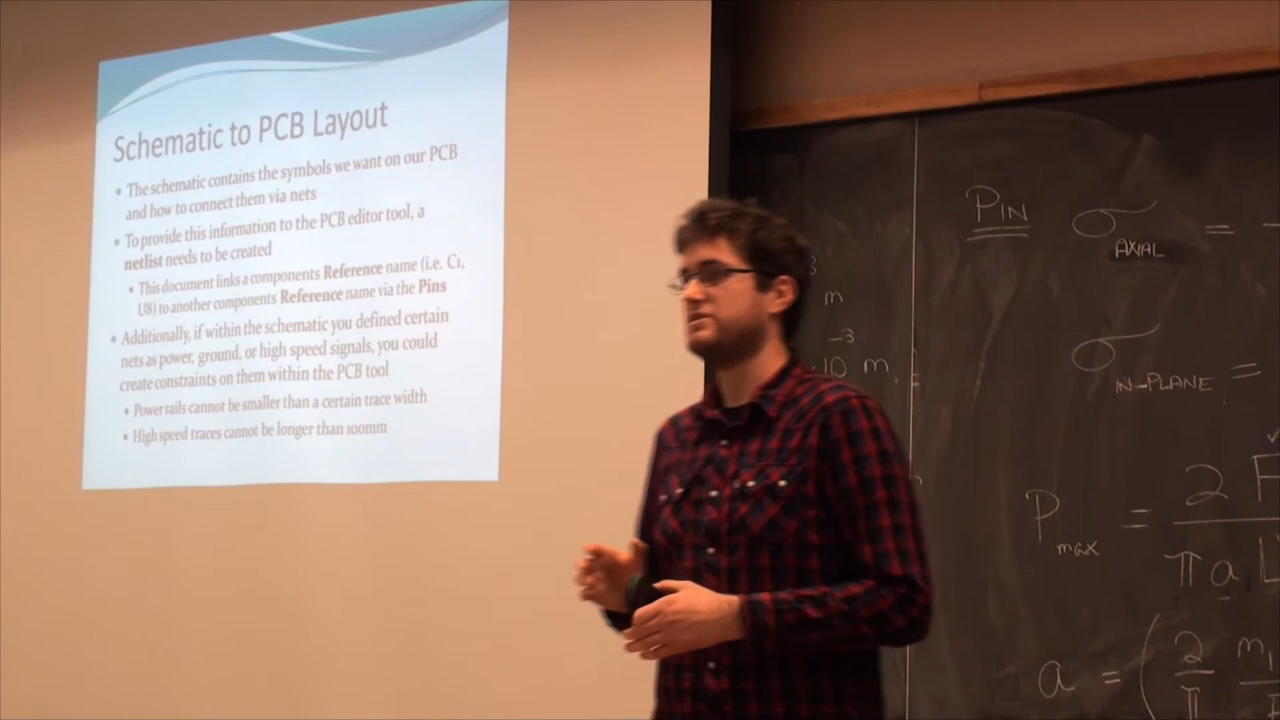 Schematic to PCB Layout
• The schematic contains the symbols we want on our PCB
and how to connect them via nets
• To provide this information to the PCB editor tool, a
netlist needs to be created
• This document links a components Reference name (i.e. C1,
U8) to another components Reference name via the Pins
• Additionally, if within the schematic you defined certain
nets as power, ground, or high speed signals, you could
create constraints on them within the PCB tool
• Power rails cannot be smaller than a certain trace width
• High speed traces cannot be longer than 100mm
3
m
-3
10 m
PIN σ AXIAL =
σ IN-PLANE =
P max = 2 F
π a L
a = ( 2
π